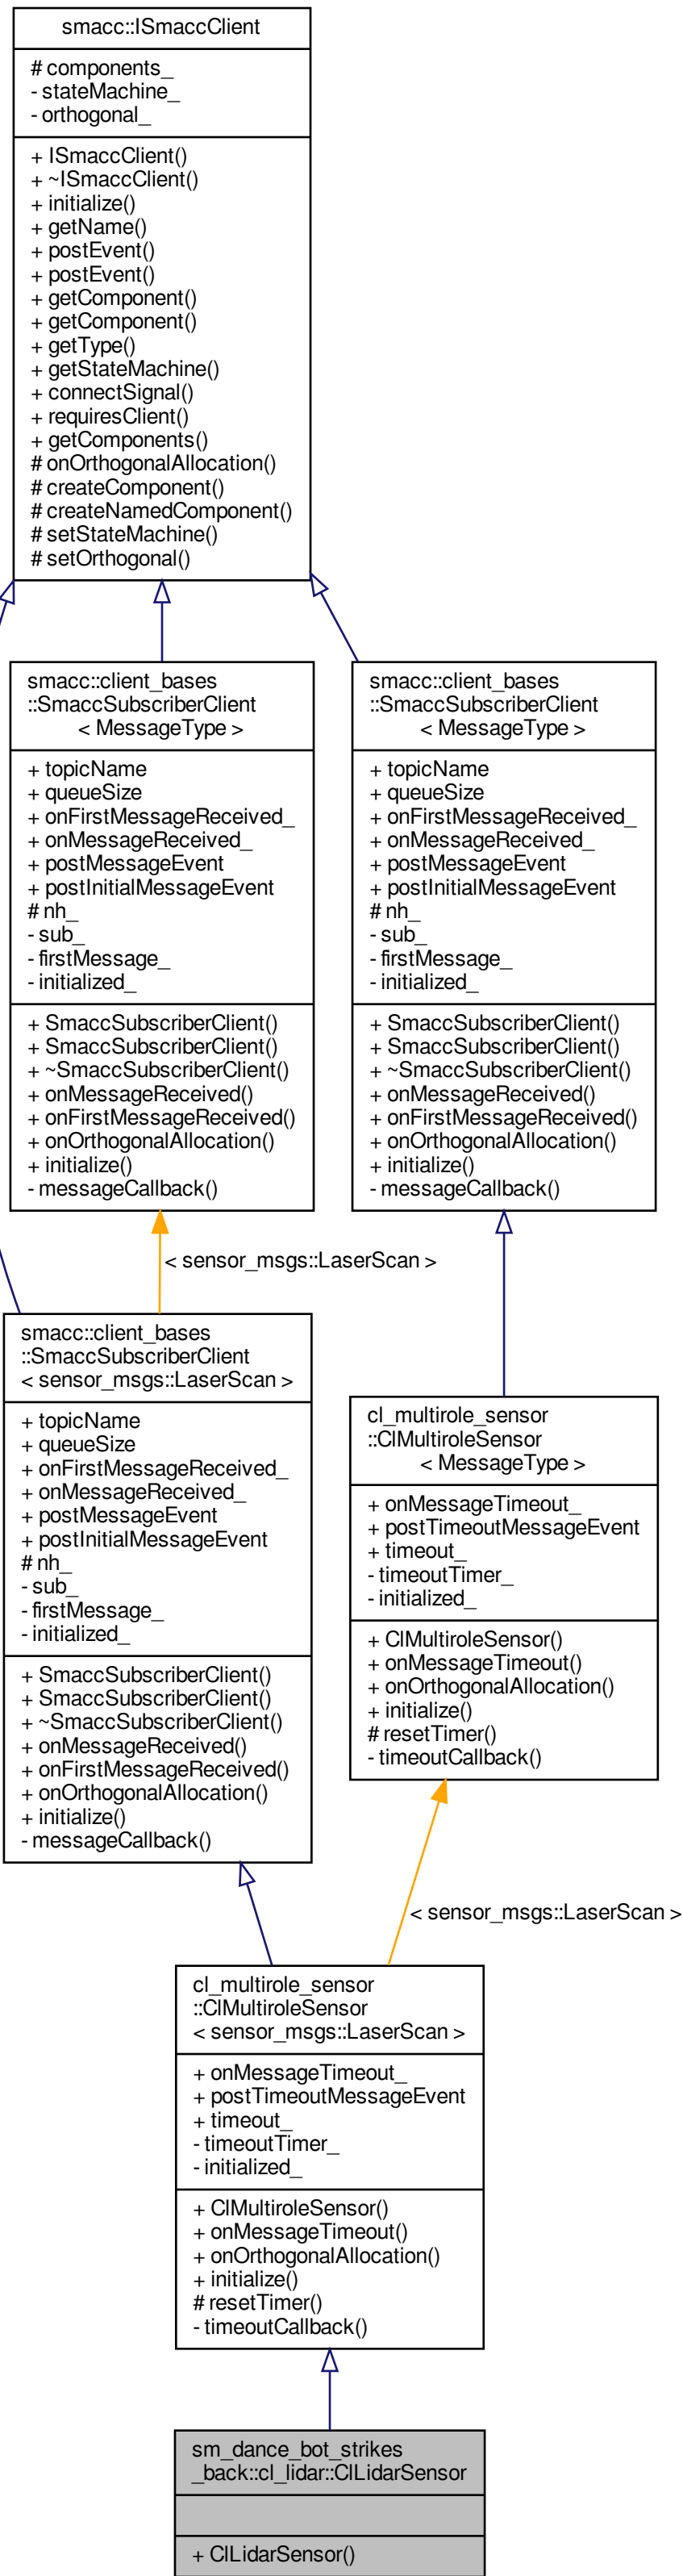 smacc::ISmaccClient
# components_
- stateMachine_
- orthogonal_
+ ISmaccClient()
+ ~ISmaccClient()
+ initialize()
+ getName()
+ postEvent()
+ postEvent()
+ getComponent()
+ getComponent()
+ getType()
+ getStateMachine()
+ connectSignal()
+ requiresClient()
+ getComponents()
# onOrthogonalAllocation()
# createComponent()
# createNamedComponent()
# setStateMachine()
# setOrthogonal()
smacc::client_bases
::SmaccSubscriberClient
< MessageType >
+ topicName
+ queueSize
+ onFirstMessageReceived_
+ onMessageReceived_
+ postMessageEvent
+ postInitialMessageEvent
# nh_
- sub_
- firstMessage_
- initialized_
+ SmaccSubscriberClient()
+ SmaccSubscriberClient()
+ ~SmaccSubscriberClient()
+ onMessageReceived()
+ onFirstMessageReceived()
+ onOrthogonalAllocation()
+ initialize()
- messageCallback()
smacc::client_bases
::SmaccSubscriberClient
< MessageType >
+ topicName
+ queueSize
+ onFirstMessageReceived_
+ onMessageReceived_
+ postMessageEvent
+ postInitialMessageEvent
# nh_
- sub_
- firstMessage_
- initialized_
+ SmaccSubscriberClient()
+ SmaccSubscriberClient()
+ ~SmaccSubscriberClient()
+ onMessageReceived()
+ onFirstMessageReceived()
+ onOrthogonalAllocation()
+ initialize()
- messageCallback()
< sensor_msgs::LaserScan >
smacc::client_bases
::SmaccSubscriberClient
< sensor_msgs::LaserScan >
+ topicName
+ queueSize
+ onFirstMessageReceived_
+ onMessageReceived_
+ postMessageEvent
+ postInitialMessageEvent
# nh_
- sub_
- firstMessage_
- initialized_
+ SmaccSubscriberClient()
+ SmaccSubscriberClient()
+ ~SmaccSubscriberClient()
+ onMessageReceived()
+ onFirstMessageReceived()
+ onOrthogonalAllocation()
+ initialize()
- messageCallback()
cl_multirole_sensor
::ClMultiroleSensor
< MessageType >
+ onMessageTimeout_
+ postTimeoutMessageEvent
+ timeout_
- timeoutTimer_
- initialized_
+ ClMultiroleSensor()
+ onMessageTimeout()
+ onOrthogonalAllocation()
+ initialize()
# resetTimer()
- timeoutCallback()
< sensor_msgs::LaserScan >
cl_multirole_sensor
::ClMultiroleSensor
< sensor_msgs::LaserScan >
+ onMessageTimeout_
+ postTimeoutMessageEvent
+ timeout_
- timeoutTimer_
- initialized_
+ ClMultiroleSensor()
+ onMessageTimeout()
+ onOrthogonalAllocation()
+ initialize()
# resetTimer()
- timeoutCallback()
sm_dance_bot_strikes
_back::cl_lidar::ClLidarSensor
+ ClLidarSensor()